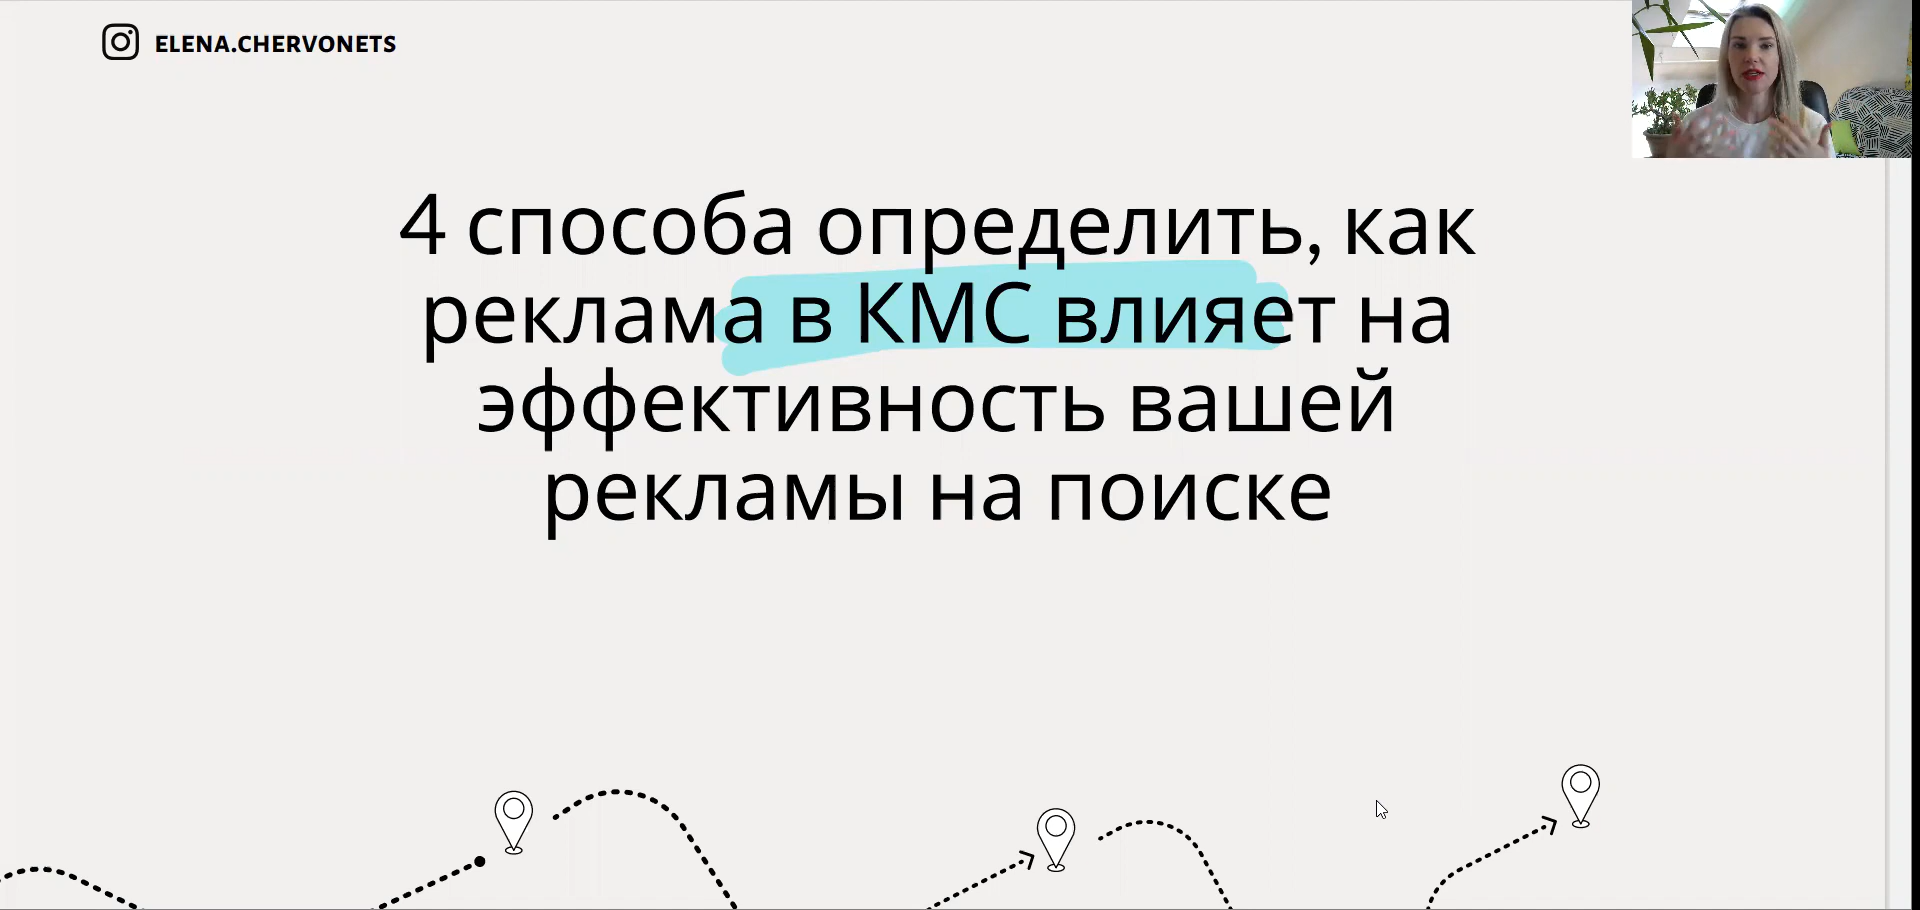 ELENA.CHERVONETS
4 способа определить, как
реклама в КМС влияет на
эффективность вашей
рекламы на поиске